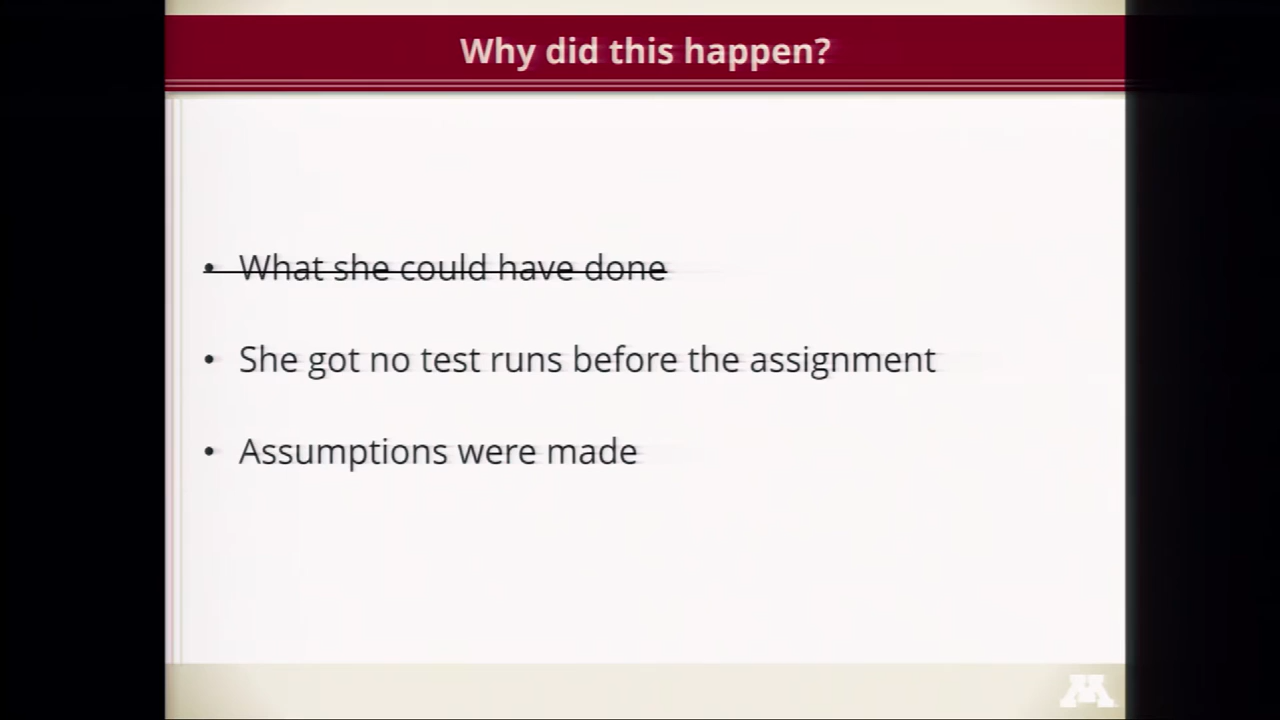 Why did this happen?
• What she could have done
• She got no test runs before the assignment
• Assumptions were made
M